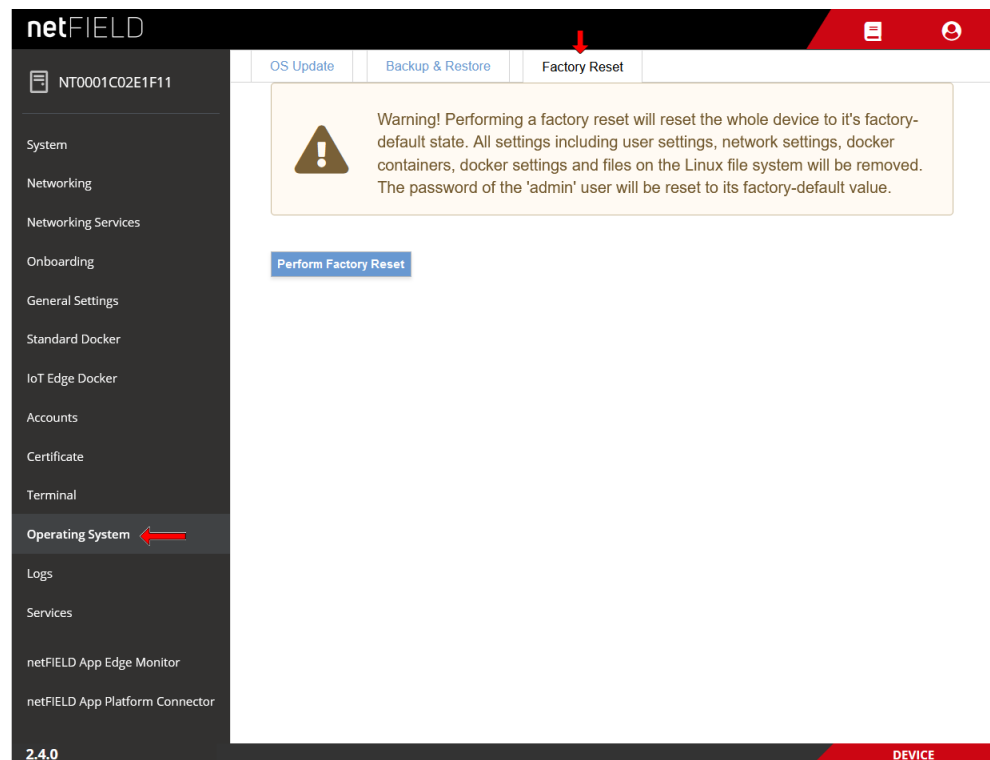 netFIELD
NT0001C02E1F11
OS Update
Backup & Restore
Factory Reset
Warning! Performing a factory reset will reset the whole device to it's factory-
default state. All settings including user settings, network settings, docker
containers, docker settings and files on the Linux file system will be removed.
The password of the 'admin' user will be reset to its factory-default value.
Perform Factory Reset
System
Networking
Networking Services
Onboarding
General Settings
Standard Docker
IoT Edge Docker
Accounts
Certificate
Terminal
Operating System
Logs
Services
netFIELD App Edge Monitor
netFIELD App Platform Connector
2.4.0
DEVICE